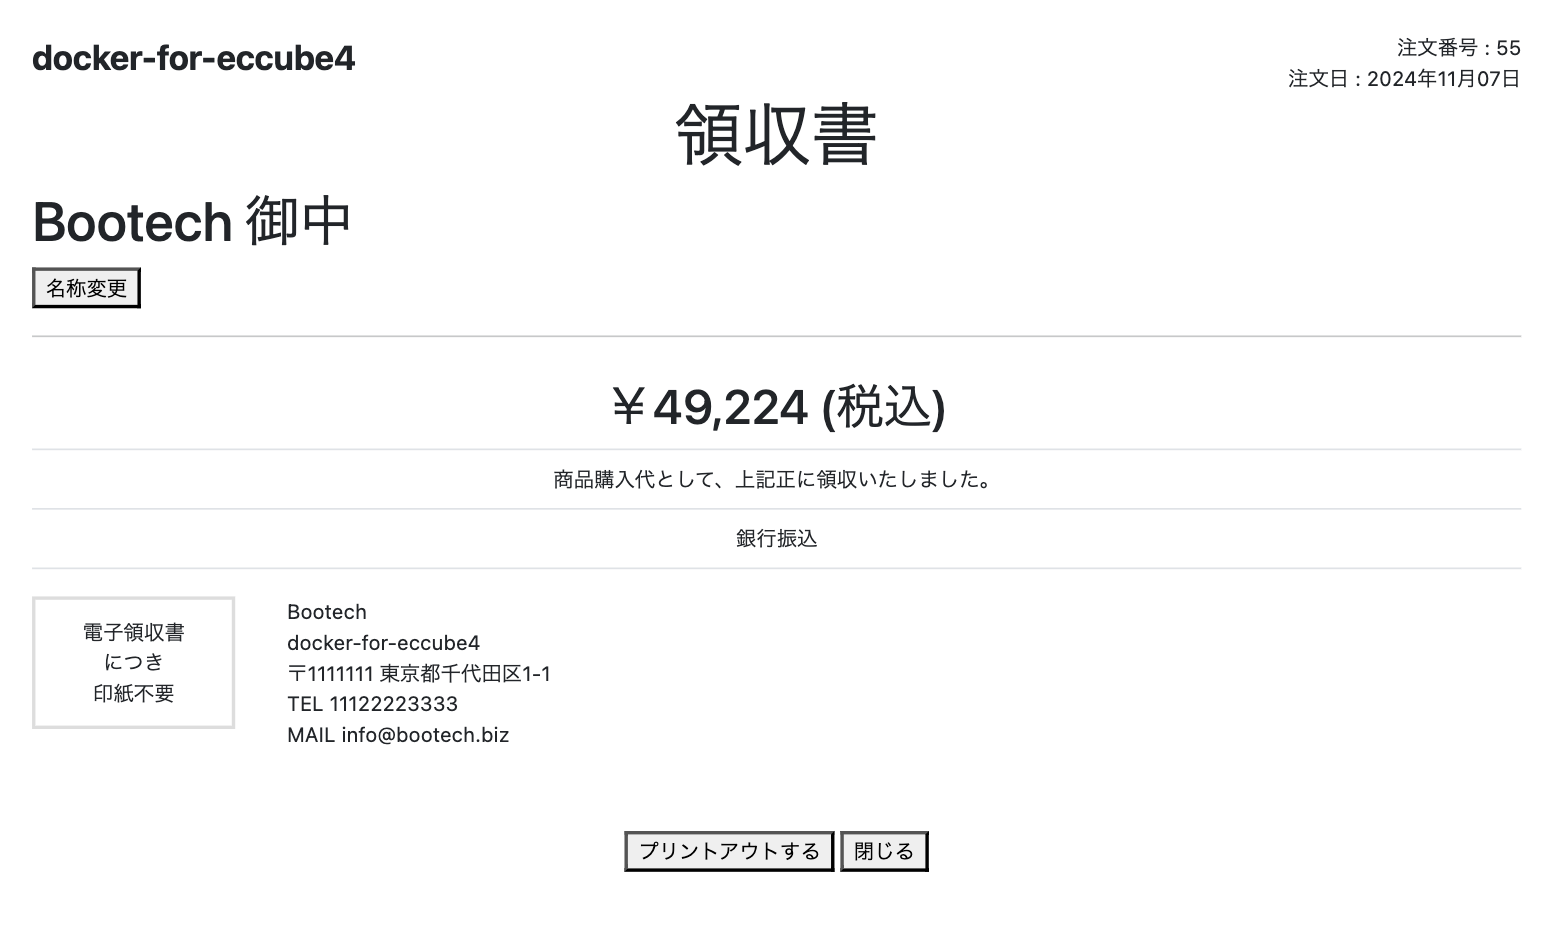 docker-for-eccube4
注文番号 : 55
注文日 : 2024年11月07日
領収書
Bootech 御中
名称変更
￥49,224 (税込)
商品購入代として、上記正に領収いたしました。
銀行振込
電子領収書
につき
印紙不要
Bootech
docker-for-eccube4
〒1111111 東京都千代田区1-1
TEL 11122223333
MAIL info@bootech.biz
プリントアウトする 閉じる